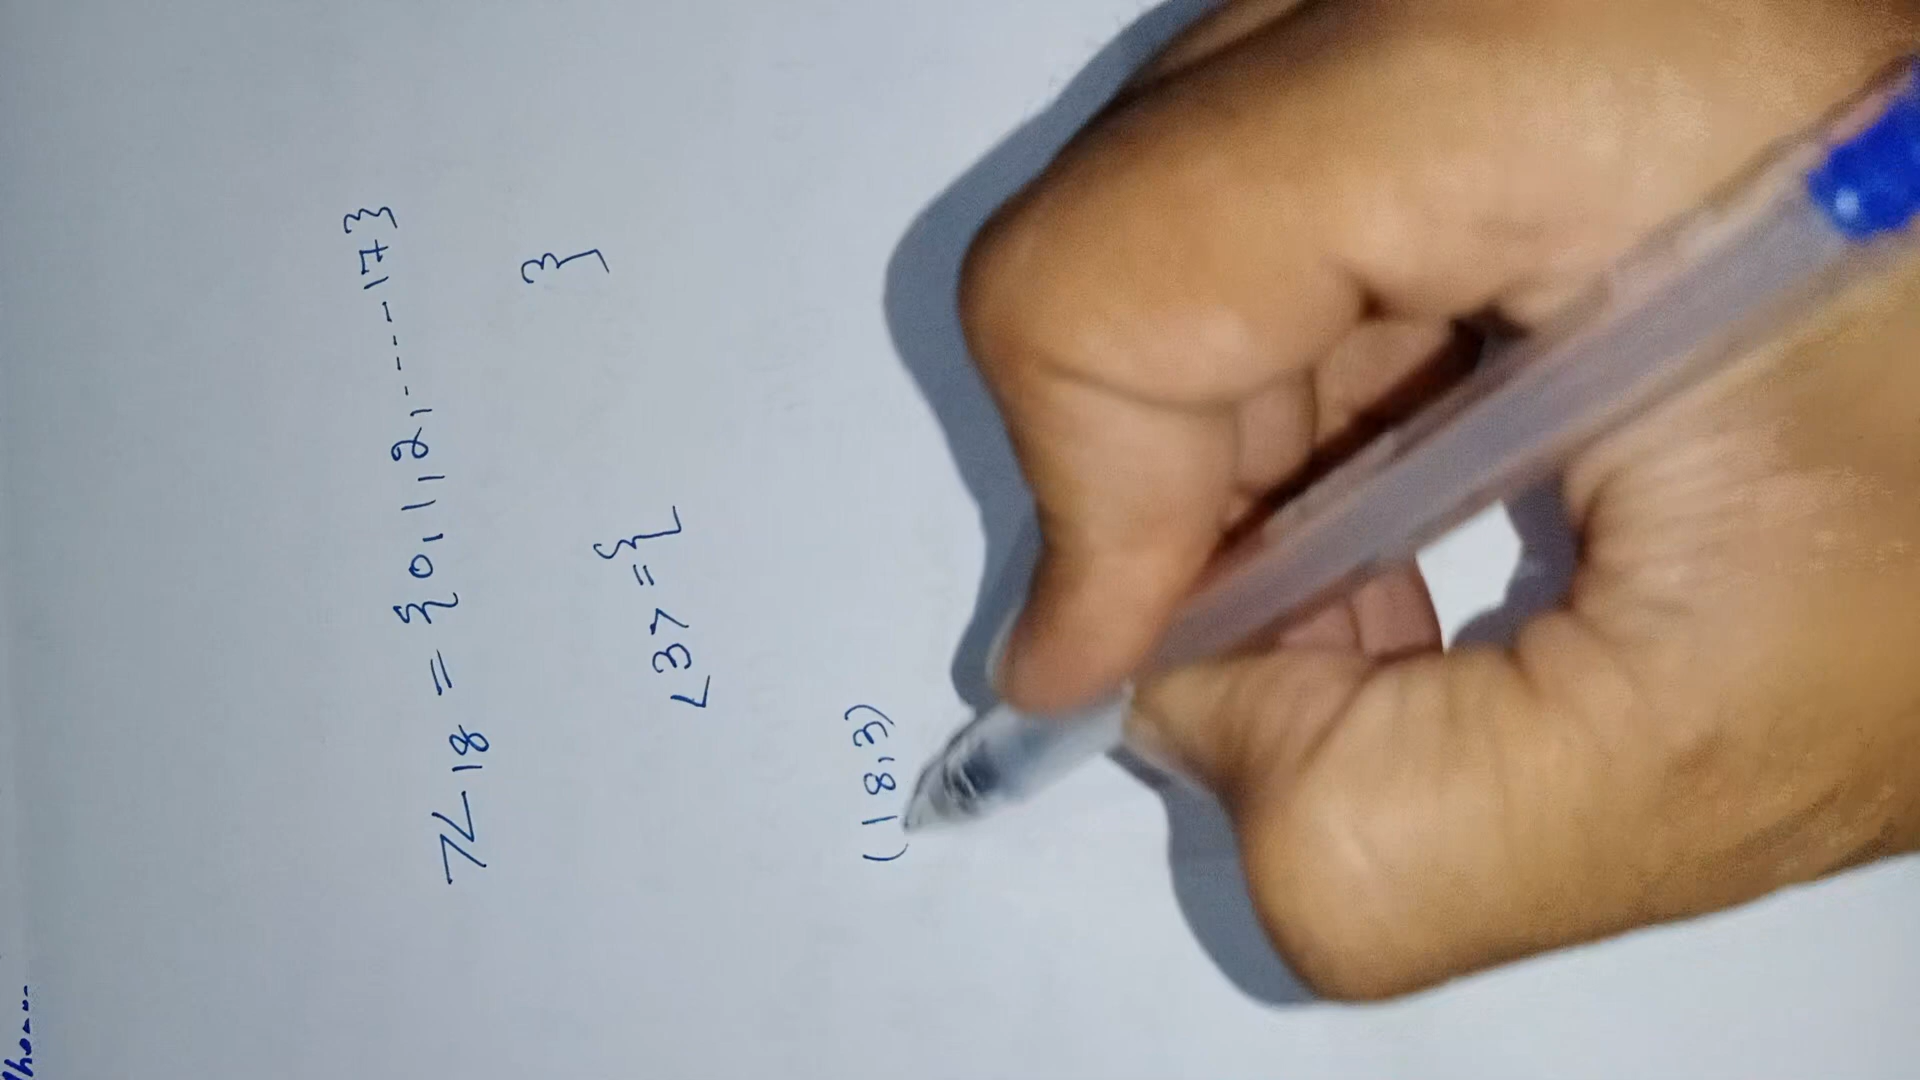 Z18 = {0,1,2,-----17}
<3> = { }
(18,3)